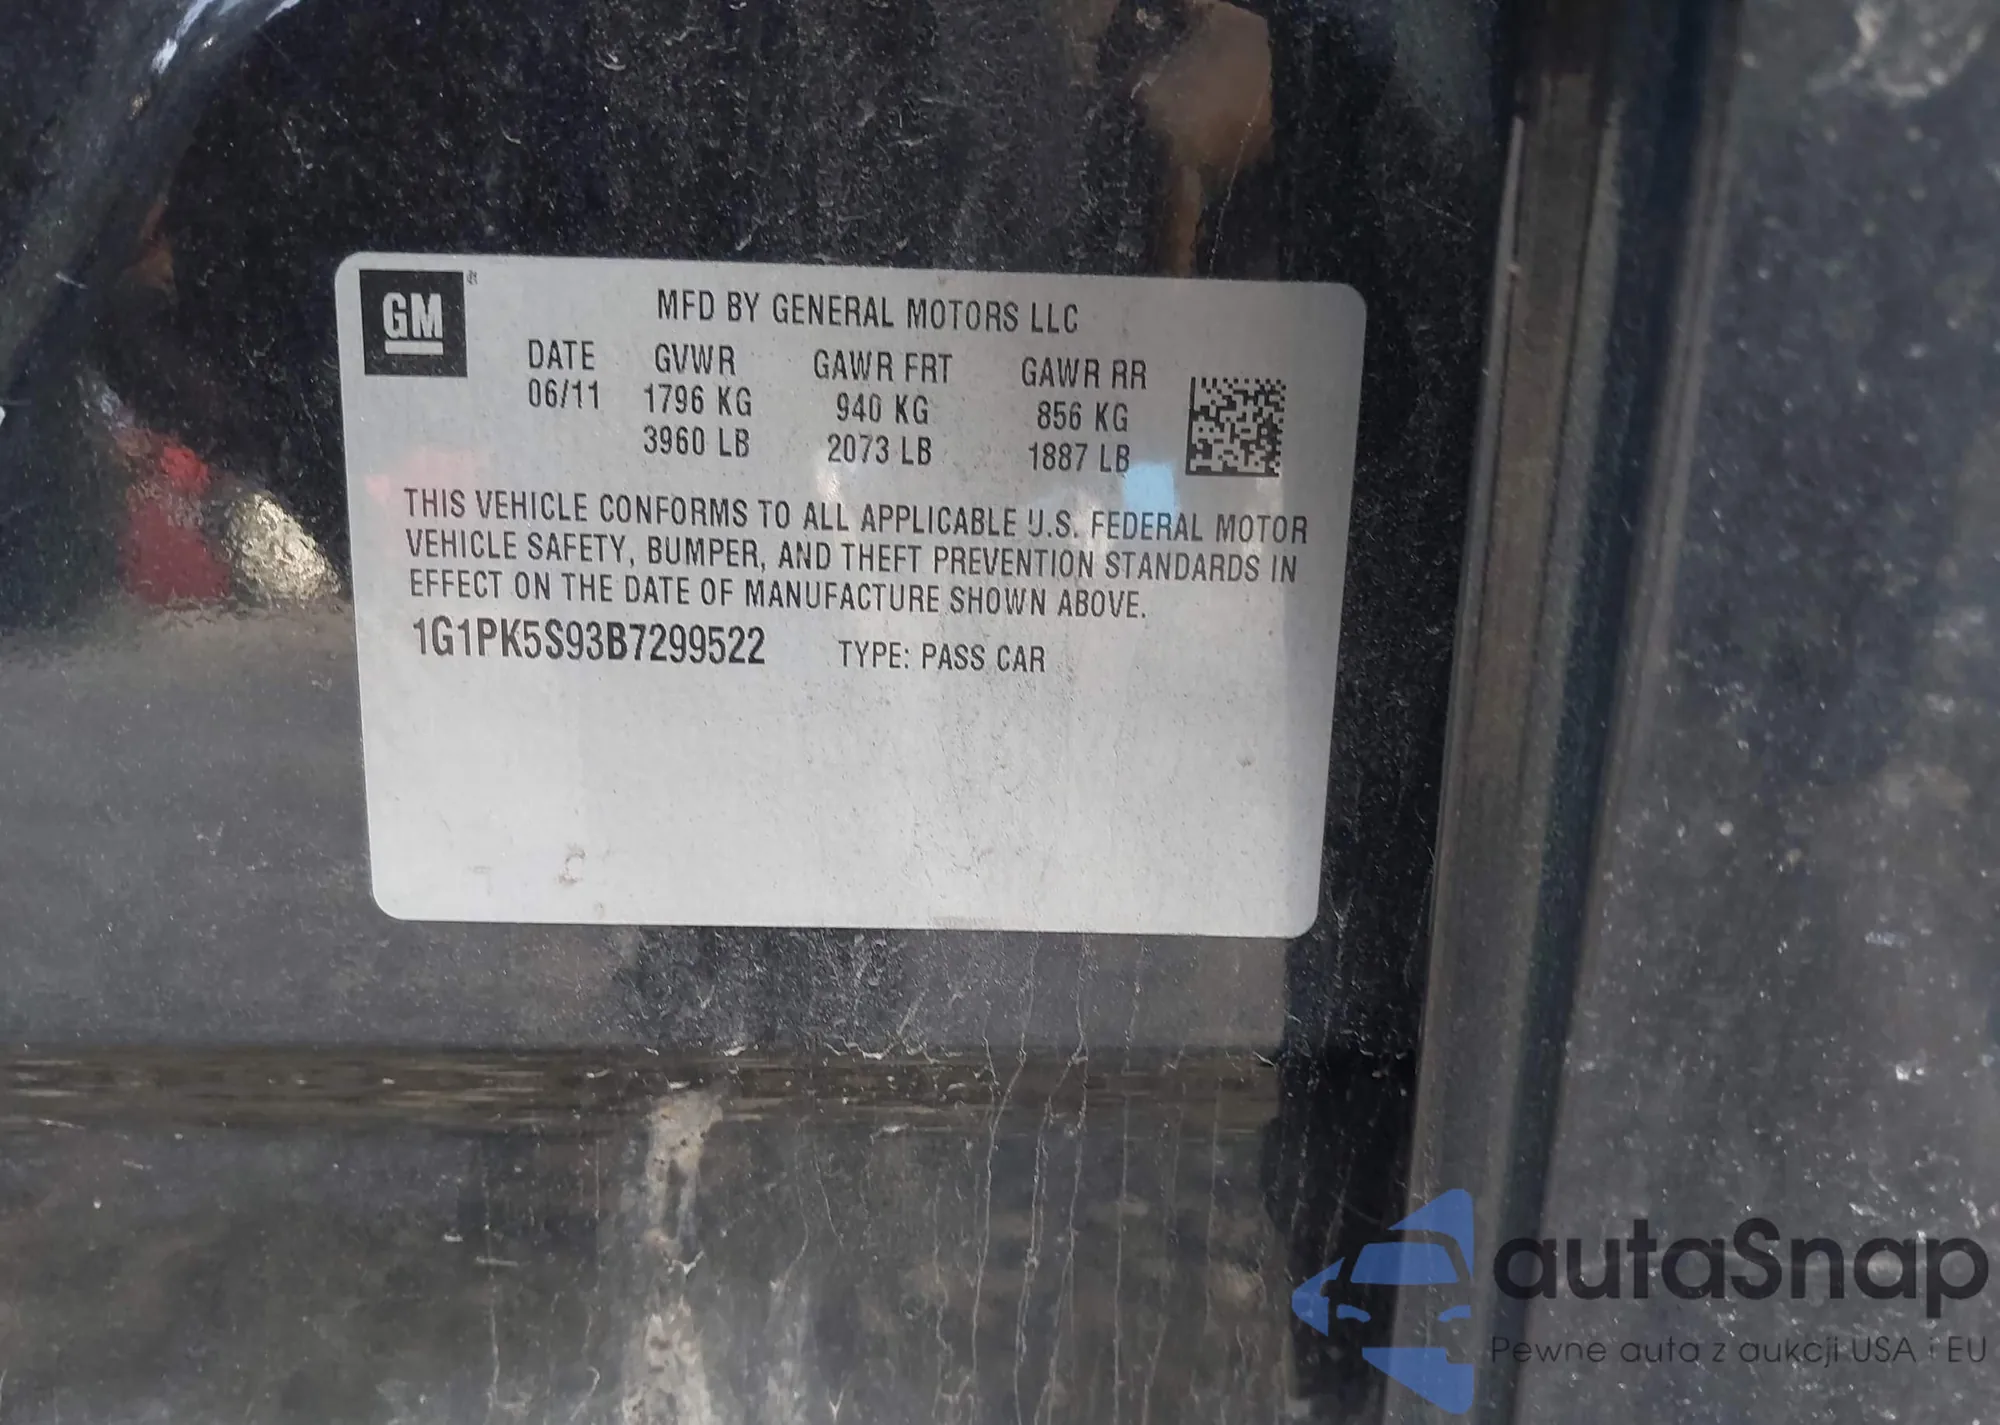 GM
MFD BY GENERAL MOTORS LLC
DATE GVWR GAWR FRT GAWR RR
06/11 1796 KG 940 KG 856 KG
3960 LB 2073 LB 1887 LB
THIS VEHICLE CONFORMS TO ALL APPLICABLE U.S. FEDERAL MOTOR
VEHICLE SAFETY, BUMPER, AND THEFT PREVENTION STANDARDS IN
EFFECT ON THE DATE OF MANUFACTURE SHOWN ABOVE.
1G1PK5S93B7299522 TYPE: PASS CAR
autaSnap
Pewne auta z aukcji USA i EU